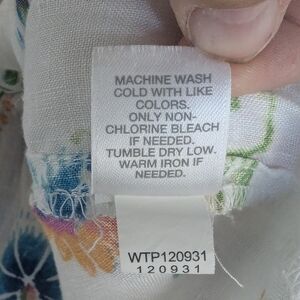 MACHINE WASH
COLD WITH LIKE
COLORS.
ONLY NON-
CHLORINE BLEACH
IF NEEDED.
TUMBLE DRY LOW.
WARM IRON IF
NEEDED.
WTP120931
120931